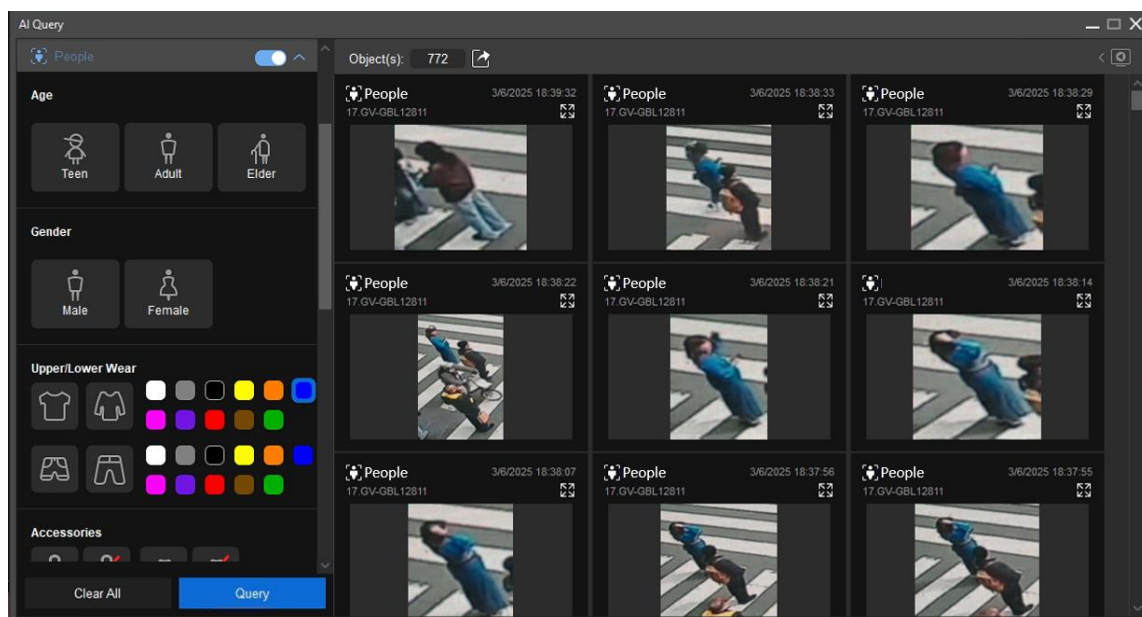 AI Query
People
Object(s): 772
Age
Teen
Adult
Elder
Gender
Male
Female
Upper/Lower Wear
Accessories
Clear All
Query
People 3/6/2025 18:39:32
17.GV-GBL12811
People 3/6/2025 18:38:33
17.GV-GBL12811
People 3/6/2025 18:38:29
17.GV-GBL12811
People 3/6/2025 18:38:22
17.GV-GBL12811
People 3/6/2025 18:38:21
17.GV-GBL12811
3/6/2025 18:38:14
17.GV-GBL12811
People 3/6/2025 18:38:07
17.GV-GBL12811
People 3/6/2025 18:37:56
17.GV-GBL12811
People 3/6/2025 18:37:55
17.GV-GBL12811